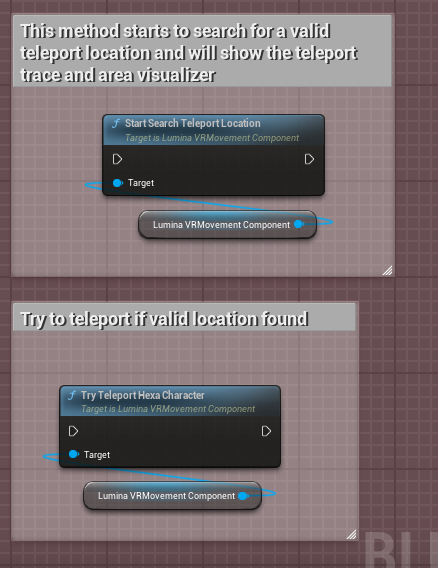 This method starts to search for a valid
teleport location and will show the teleport
trace and area visualizer
Start Search Teleport Location
Target is Lumina VRMovement Component
Target
Lumina VRMovement Component
Try to teleport if valid location found
Try Teleport Hexa Character
Target is Lumina VRMovement Component
Target
Lumina VRMovement Component